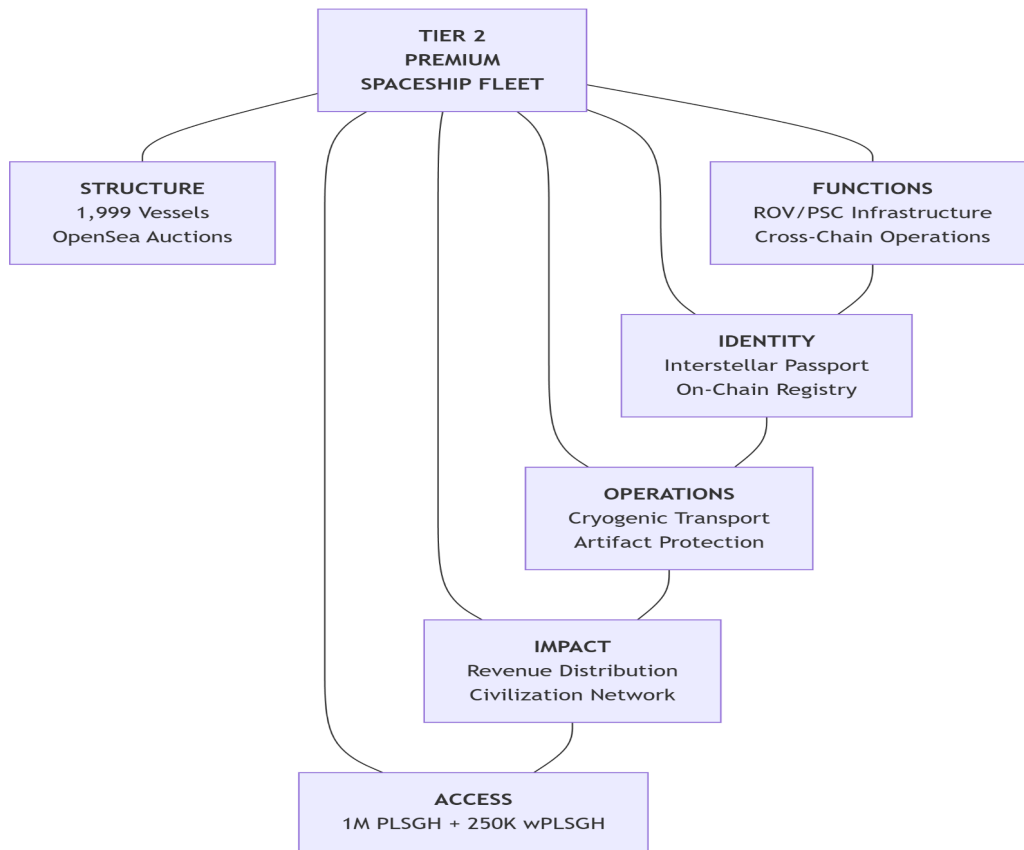 TIER 2
PREMIUM
SPACESHIP FLEET
STRUCTURE
1,999 Vessels
OpenSea Auctions
FUNCTIONS
ROV/PSC Infrastructure
Cross-Chain Operations
IDENTITY
Interstellar Passport
On-Chain Registry
OPERATIONS
Cryogenic Transport
Artifact Protection
IMPACT
Revenue Distribution
Civilization Network
ACCESS
1M PLSGH + 250K wPLSGH